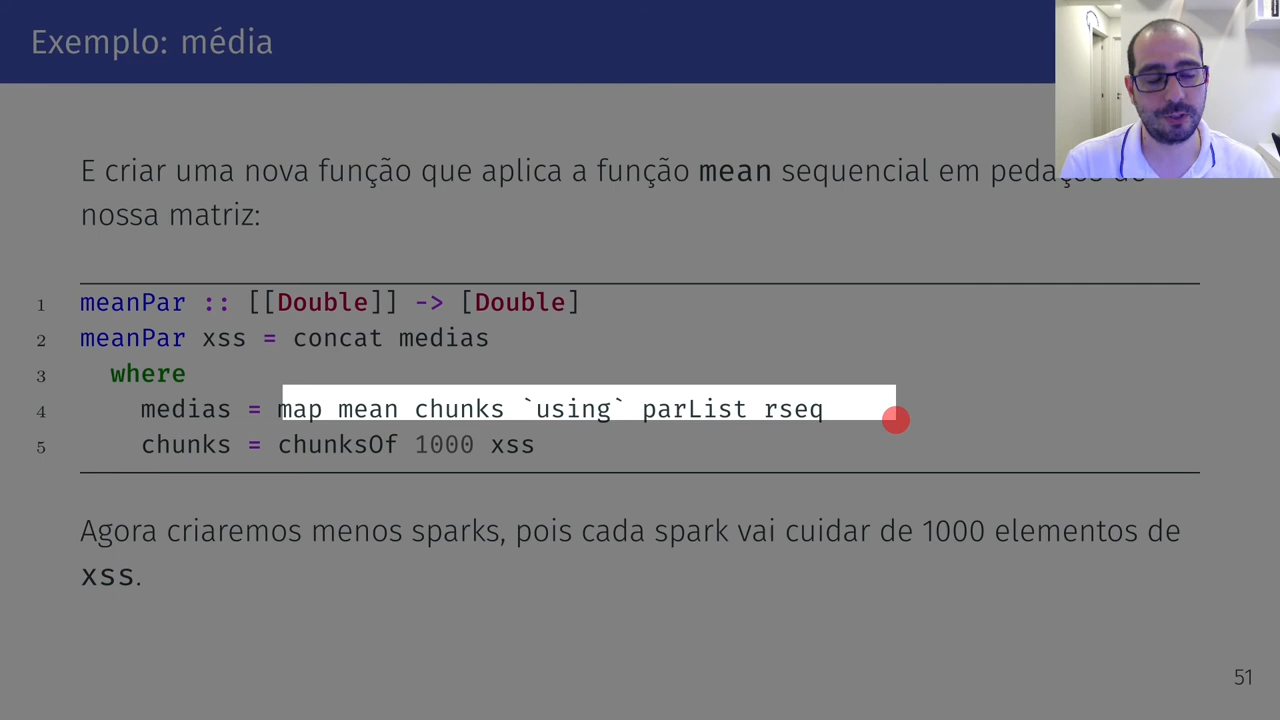 Exemplo: média
E criar uma nova função que aplica a função mean sequencial em pedaços de
nossa matriz:
1 meanPar :: [[Double]] -> [Double]
2 meanPar xss = concat medias
3 where
4 medias = map mean chunks `using` parList rseq
5 chunks = chunksOf 1000 xss
Agora criaremos menos sparks, pois cada spark vai cuidar de 1000 elementos de
xss.
51